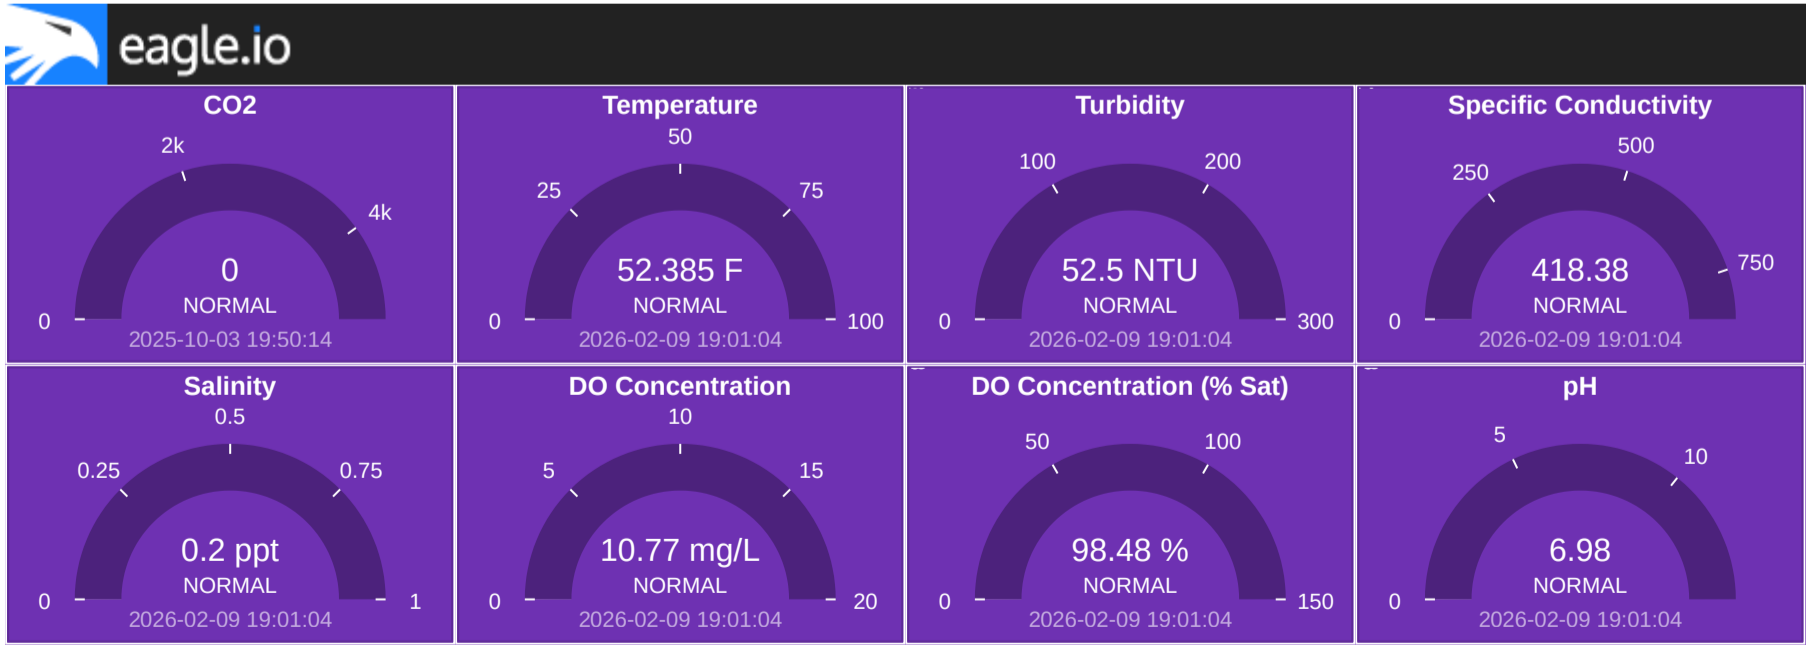 eagle.io
CO2
2k
4k
0
0
NORMAL
2025-10-03 19:50:14
Temperature
50
25
75
52.385 F
NORMAL
0
100
2026-02-09 19:01:04
Turbidity
100
200
52.5 NTU
NORMAL
0
300
2026-02-09 19:01:04
Specific Conductivity
500
250
750
418.38
NORMAL
0
2026-02-09 19:01:04
Salinity
0.5
0.25
0.75
0.2 ppt
NORMAL
0
1
2026-02-09 19:01:04
DO Concentration
10
5
15
10.77 mg/L
NORMAL
0
20
2026-02-09 19:01:04
DO Concentration (% Sat)
50
100
98.48 %
NORMAL
0
150
2026-02-09 19:01:04
pH
5
10
6.98
NORMAL
0
2026-02-09 19:01:04